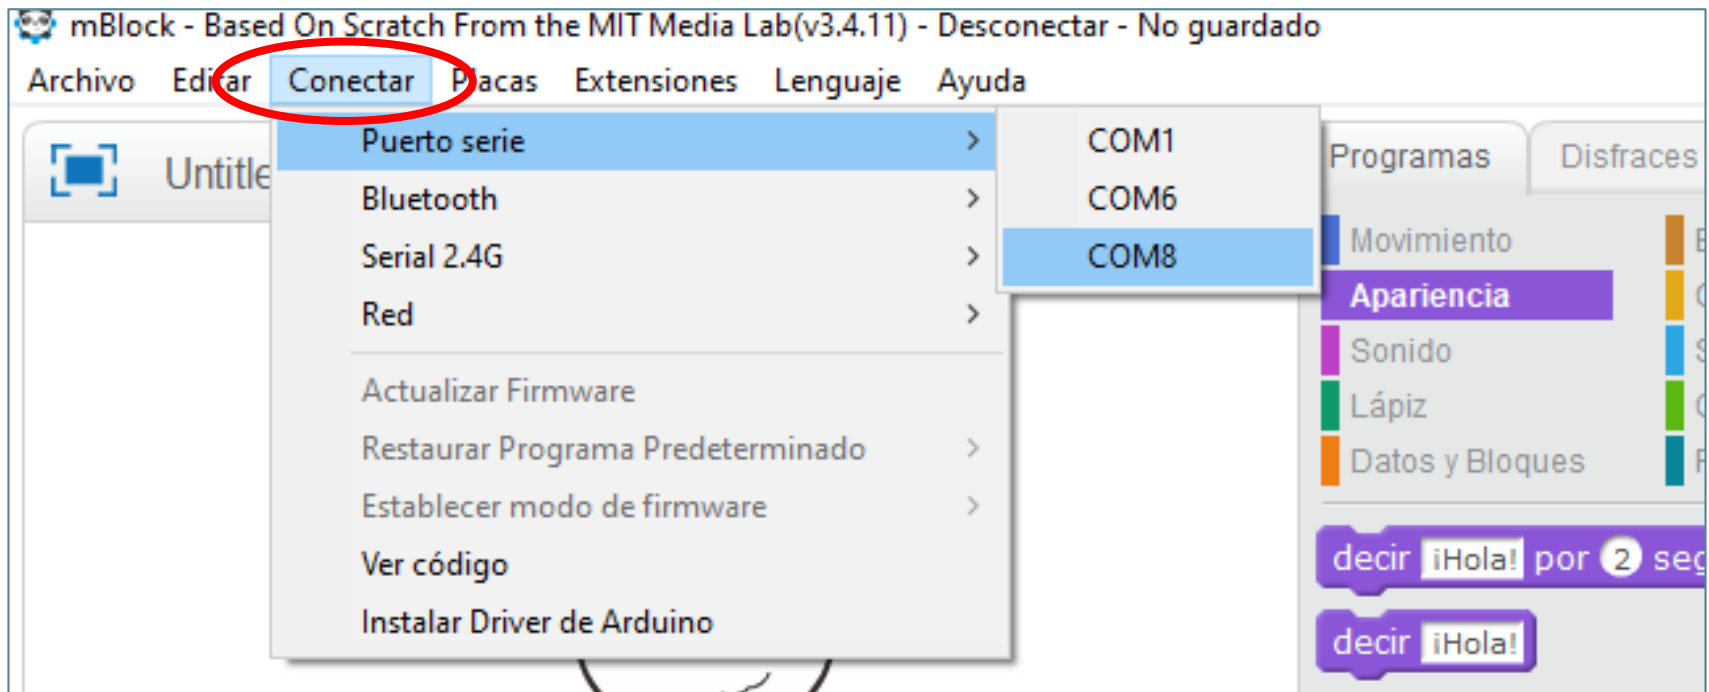 mBlock - Based On Scratch From the MIT Media Lab(v3.4.11) - Desconectar - No guardado
Archivo Editar Conectar Placas Extensiones Lenguaje Ayuda
Untitle
Puerto serie
Bluetooth
Serial 2.4G
Red
Actualizar Firmware
Restaurar Programa Predeterminado
Establecer modo de firmware
Ver código
Instalar Driver de Arduino
COM1
COM6
COM8
Programas Disfraces
Movimiento
Apariencia
Sonido
Lápiz
Datos y Bloques
decir ¡Hola! por 2 seg
decir ¡Hola!